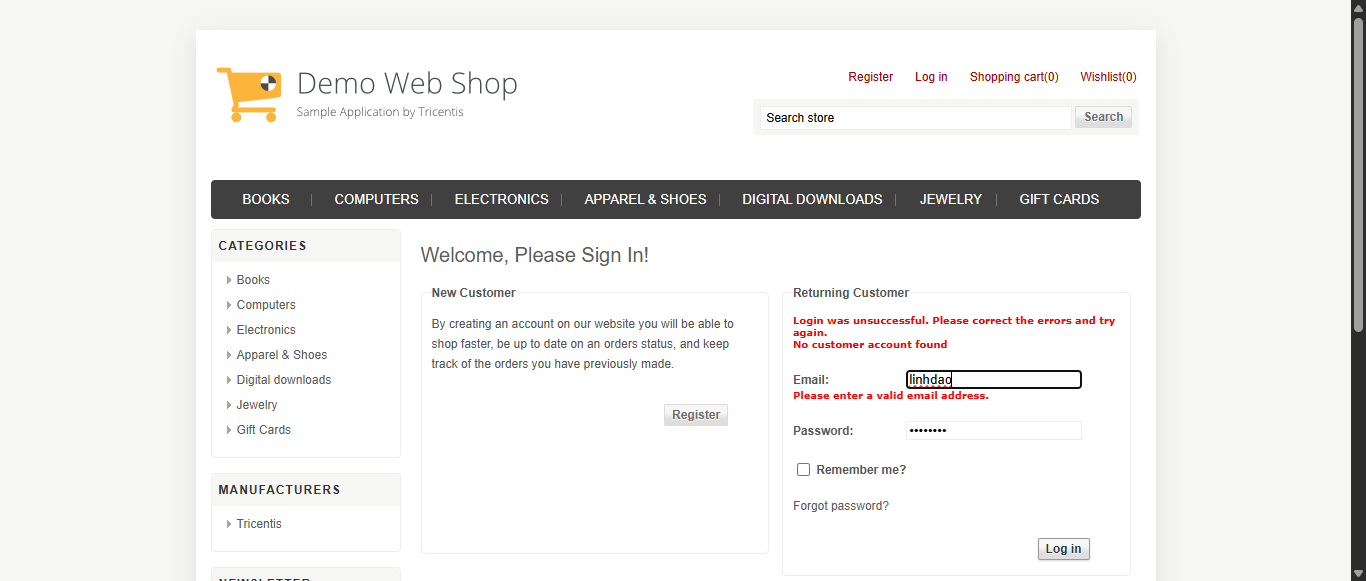 Demo Web Shop
Sample Application by Tricentis
Register Log in Shopping cart(0) Wishlist(0)
Search store Search
BOOKS COMPUTERS ELECTRONICS APPAREL & SHOES DIGITAL DOWNLOADS JEWELRY GIFT CARDS
CATEGORIES
Books
Computers
Electronics
Apparel & Shoes
Digital downloads
Jewelry
Gift Cards
MANUFACTURERS
Tricentis
NEWSLETTER
Welcome, Please Sign In!
New Customer
By creating an account on our website you will be able to
shop faster, be up to date on an orders status, and keep
track of the orders you have previously made.
Register
Returning Customer
Login was unsuccessful. Please correct the errors and try
again.
No customer account found
Email: linhdao
Please enter a valid email address.
Password: ••••••••
Remember me?
Forgot password?
Log in